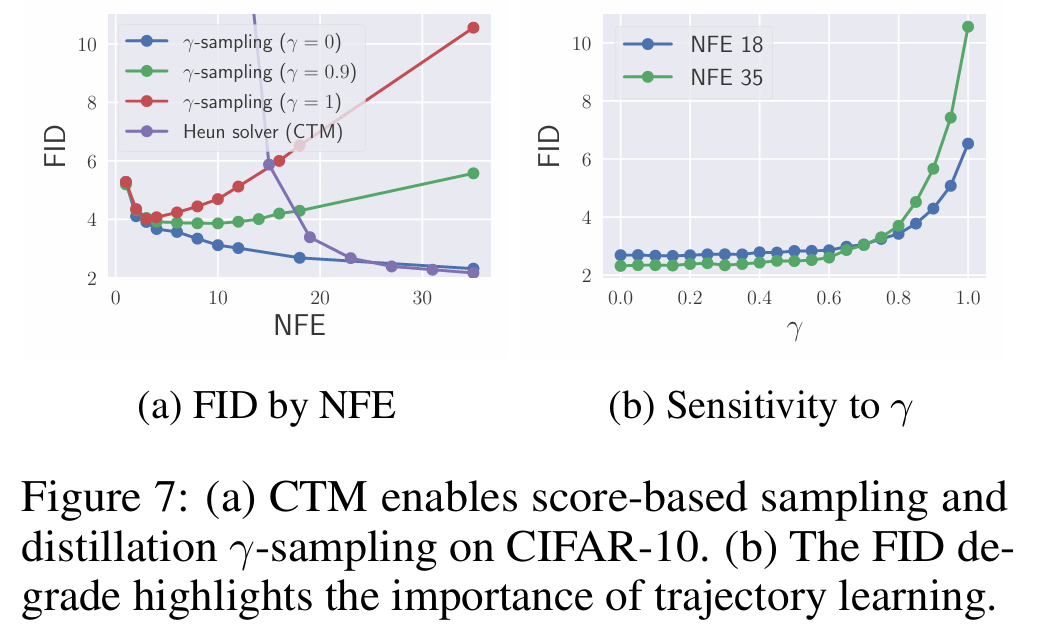 10
8
6
4
2
FID
γ-sampling (γ = 0)
γ-sampling (γ = 0.9)
γ-sampling (γ = 1)
Heun solver (CTM)
0 10 20 30
NFE
10
8
6
4
2
FID
NFE 18
NFE 35
0.0 0.2 0.4 0.6 0.8 1.0
γ
(a) FID by NFE
(b) Sensitivity to γ
Figure 7: (a) CTM enables score-based sampling and
distillation γ-sampling on CIFAR-10. (b) The FID de-
grade highlights the importance of trajectory learning.